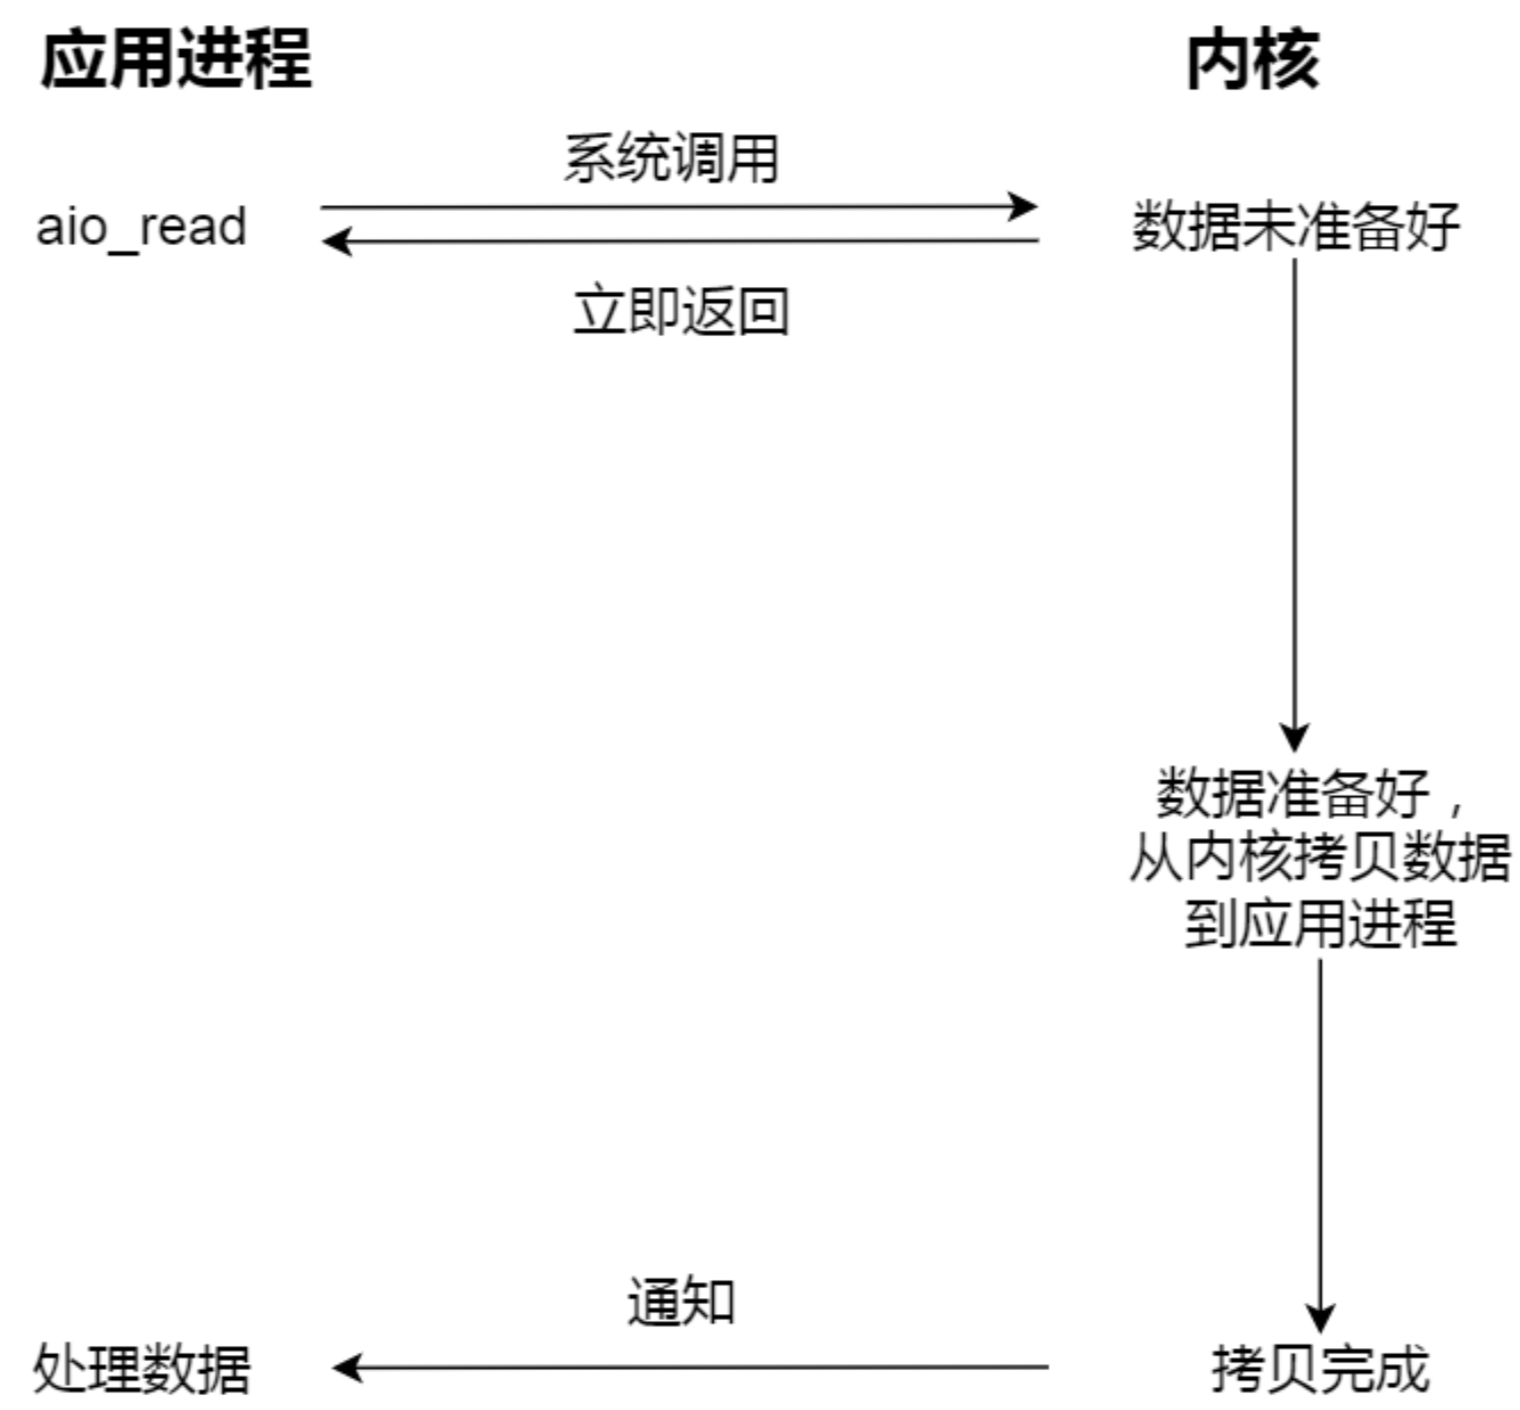 应用进程
内核
系统调用
aio_read
数据未准备好
立即返回
数据准备好，
从内核拷贝数据
到应用进程
通知
处理数据
拷贝完成